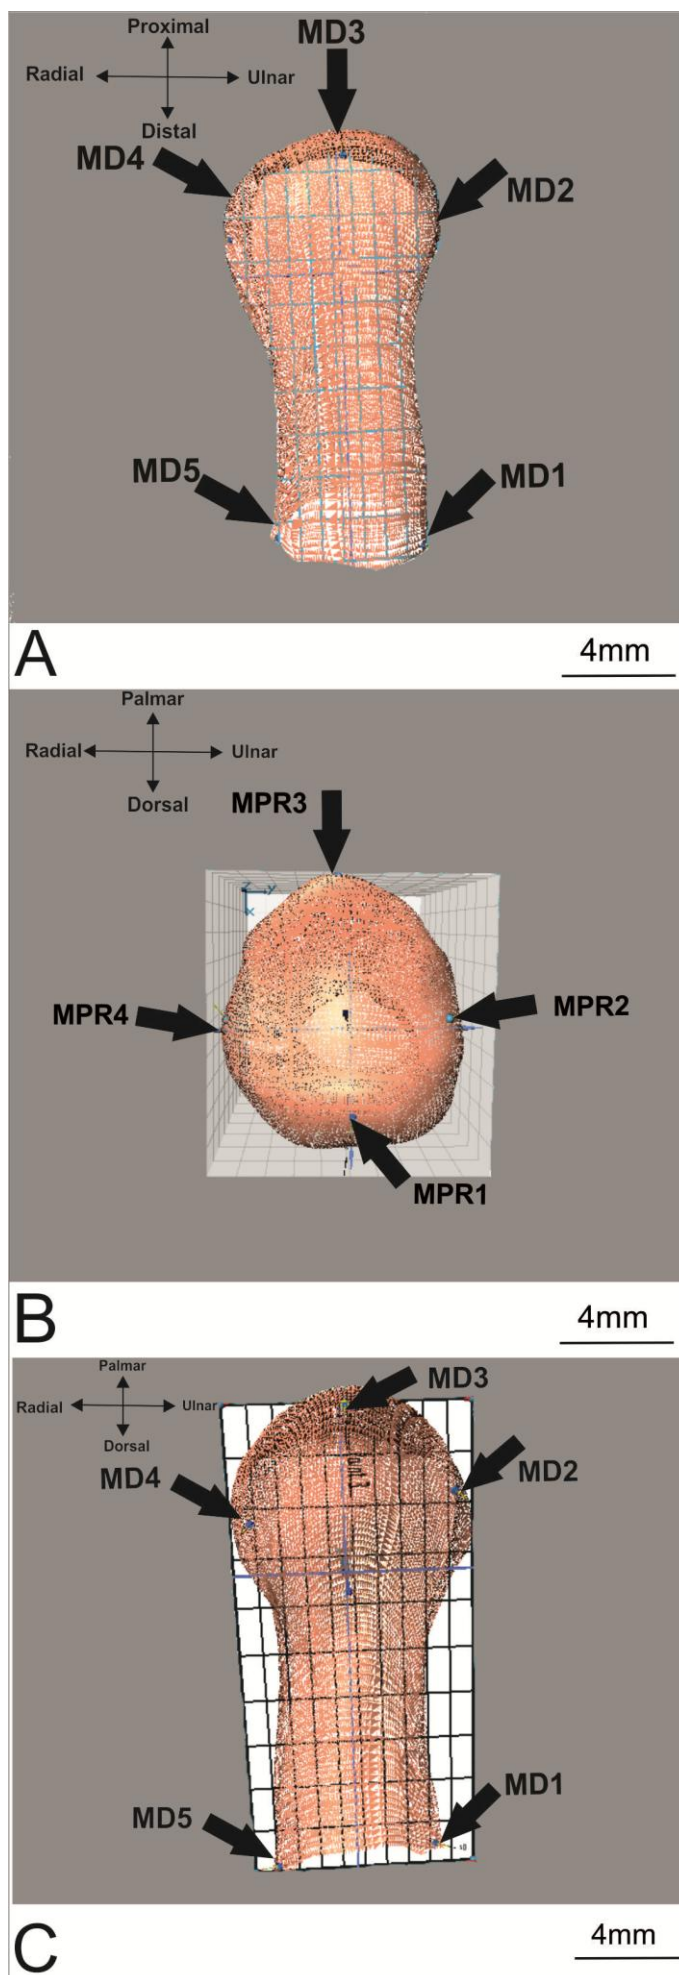 Proximal
MD3
Radial
Ulnar
Distal
MD4
MD2
MD5
MD1
A
4mm
Palmar
Radial
Ulnar
Dorsal
MPR3
MPR4
MPR2
MPR1
B
4mm
Palmar
MD3
Radial
Ulnar
Dorsal
MD4
MD2
MD5
MD1
C
4mm